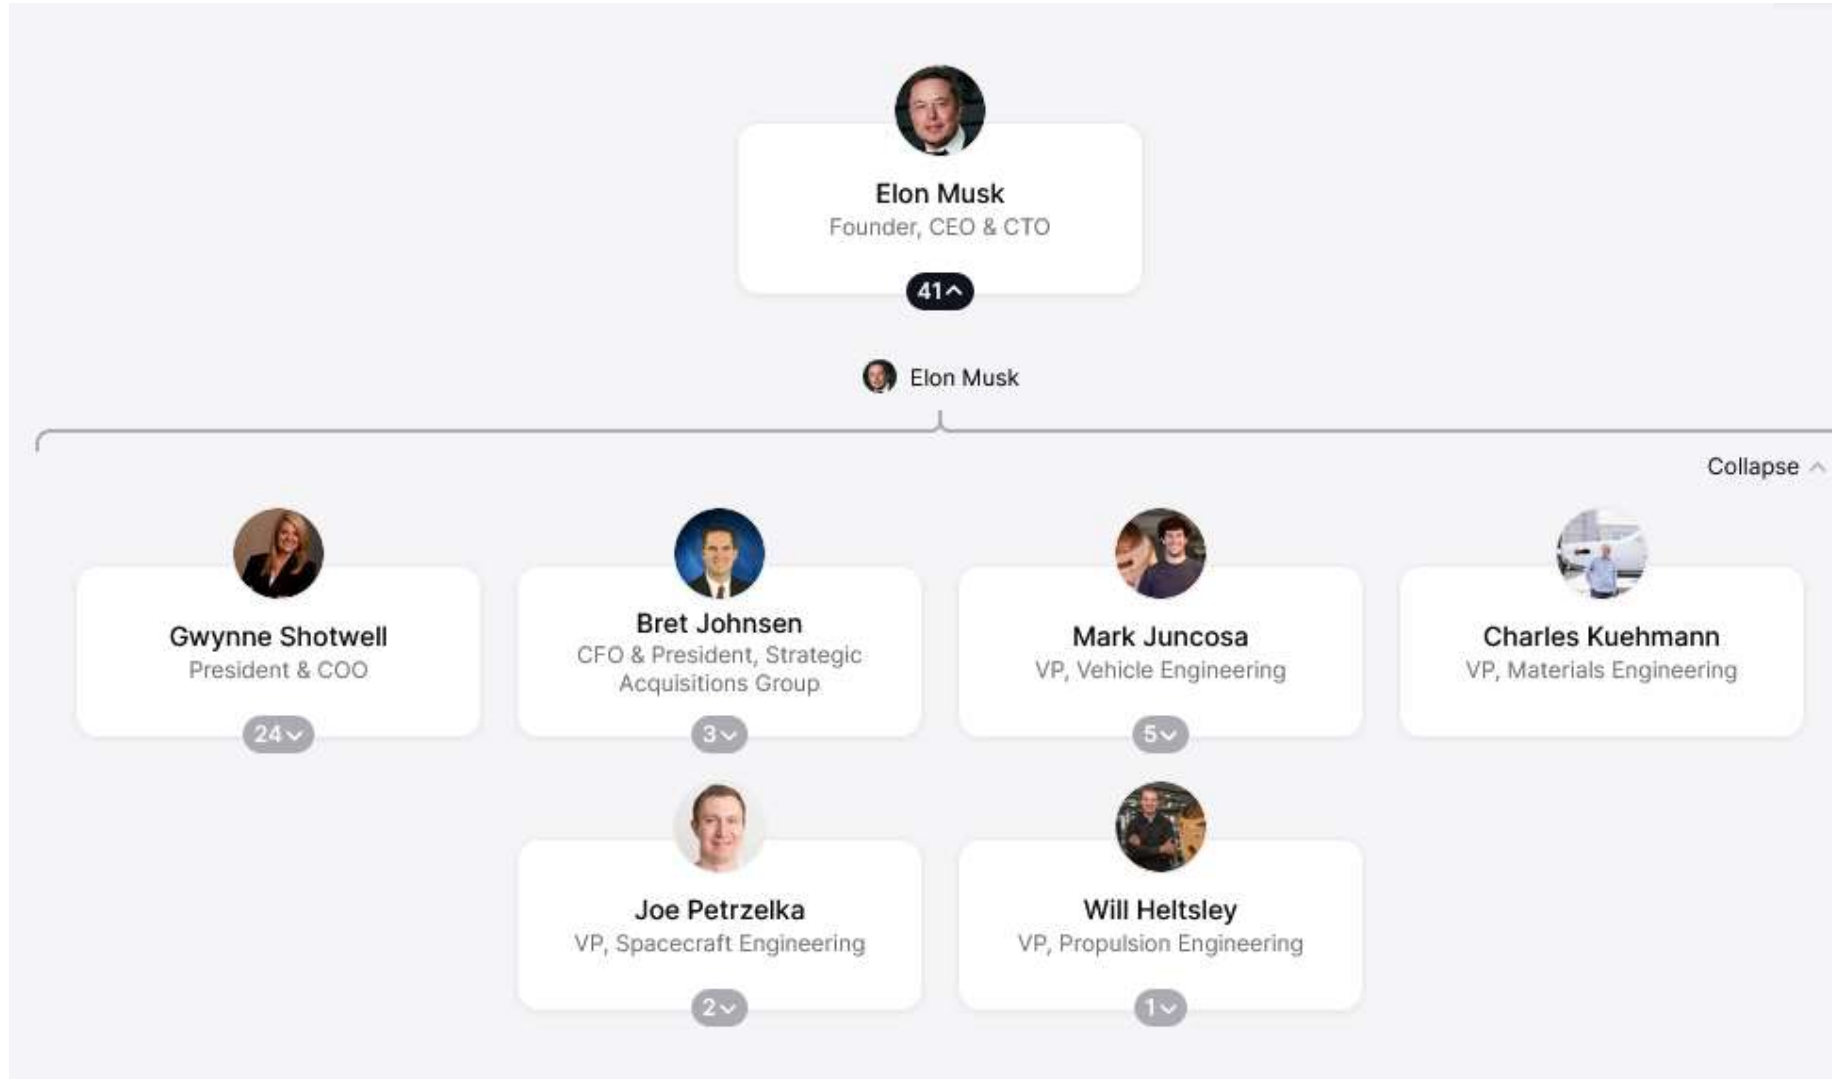 Elon Musk
Founder, CEO & CTO
41
Elon Musk
Collapse
Gwynne Shotwell
President & COO
24
Bret Johnsen
CFO & President, Strategic
Acquisitions Group
3
Mark Juncosa
VP, Vehicle Engineering
5
Charles Kuehmann
VP, Materials Engineering
Joe Petrzelka
VP, Spacecraft Engineering
2
Will Heltsley
VP, Propulsion Engineering
1